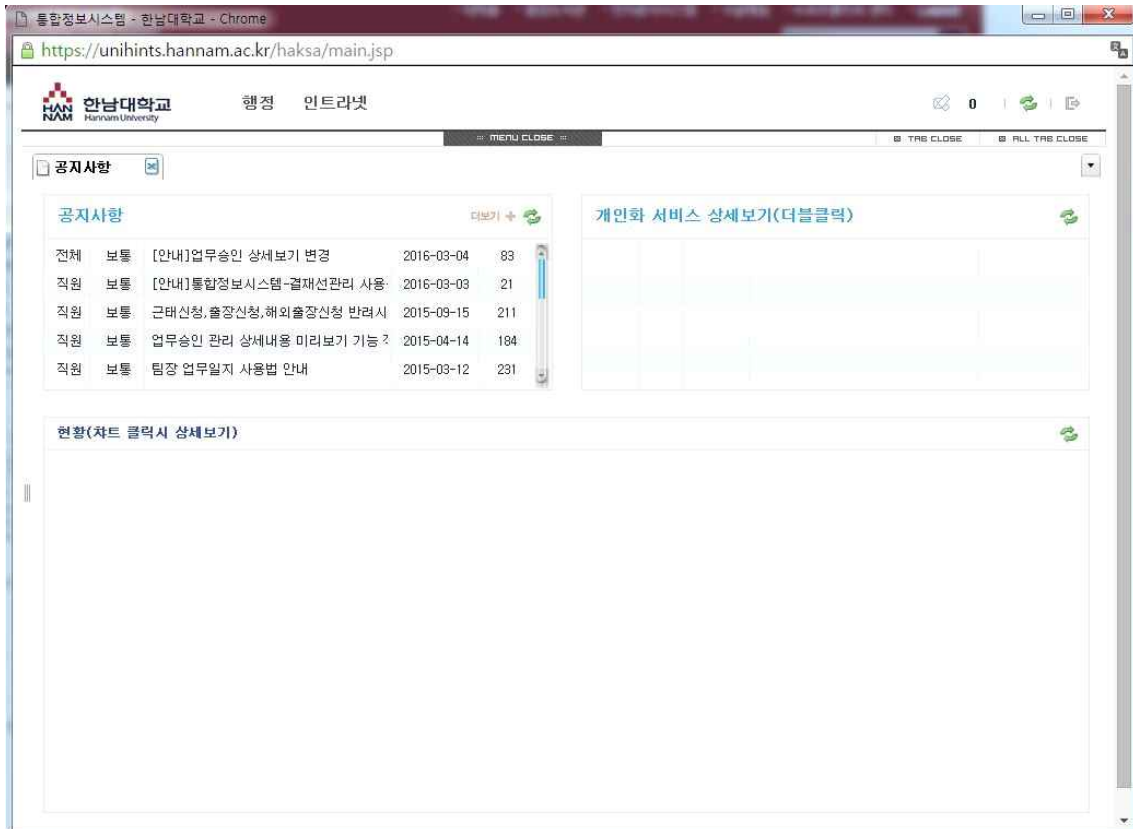 통합정보시스템 - 한남대학교 - Chrome
https://unihints.hannam.ac.kr/haksa/main.jsp
HAN NAM 한남대학교 Hannam University 행정 인트라넷 0
MENU CLOSE TAB CLOSE ALL TAB CLOSE
공지사항
공지사항 더보기 개인화 서비스 상세보기(더블클릭)
전체 보통 [안내]업무승인 상세보기 변경 2016-03-04 83
직원 보통 [안내]통합정보시스템-결재선관리 사용 2016-03-03 21
직원 보통 근태신청,출장신청,해외출장신청 반려시 2015-09-15 211
직원 보통 업무승인 관리 상세내용 미리보기 기능 2015-04-14 184
직원 보통 팀장 업무일지 사용법 안내 2015-03-12 231
현황(챠트 클릭시 상세보기)